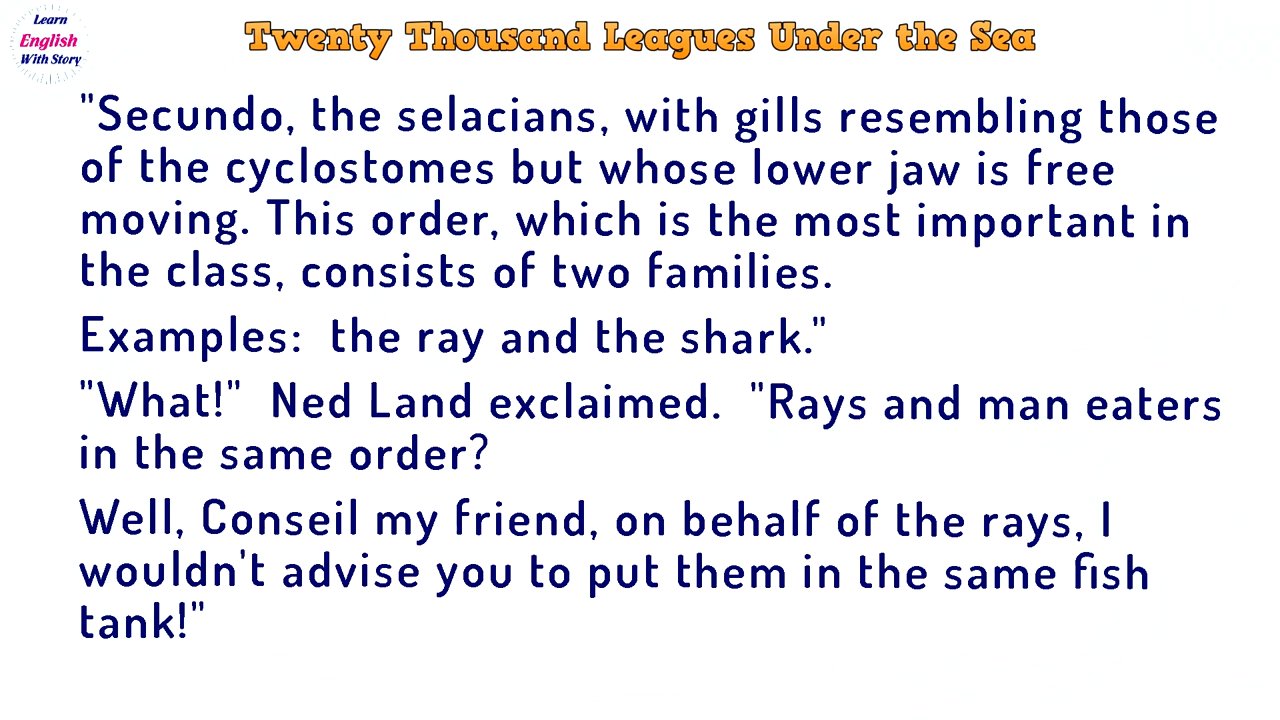 Learn
English
With Story
Twenty Thousand Leagues Under the Sea
"Secundo, the selacians, with gills resembling those
of the cyclostomes but whose lower jaw is free
moving. This order, which is the most important in
the class, consists of two families.
Examples:  the ray and the shark."
"What!"  Ned Land exclaimed.  "Rays and man eaters
in the same order?
Well, Conseil my friend, on behalf of the rays, I
wouldn't advise you to put them in the same fish
tank!"